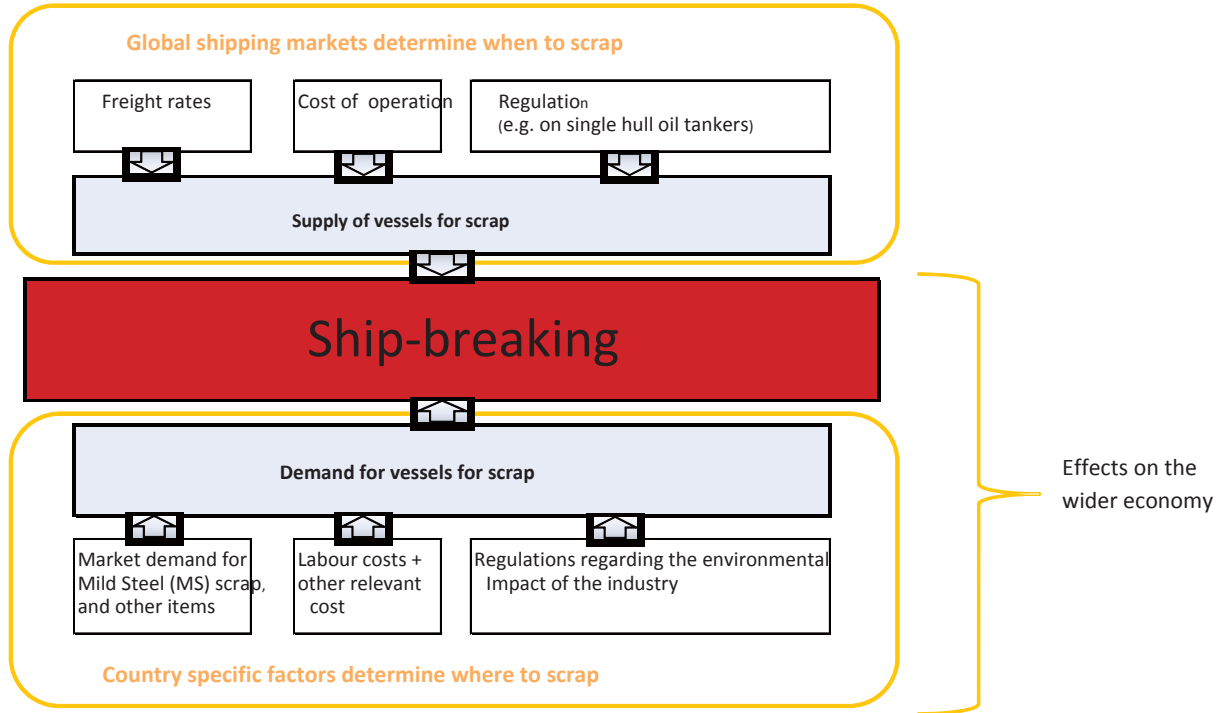 Global shipping markets determine when to scrap
Freight rates
Cost of operation
Regulation
(e.g. on single hull oil tankers)
Supply of vessels for scrap
Ship-breaking
Demand for vessels for scrap
Market demand for
Mild Steel (MS) scrap,
and other items
Labour costs +
other relevant
cost
Regulations regarding the environmental
Impact of the industry
Country specific factors determine where to scrap
Effects on the
wider economy